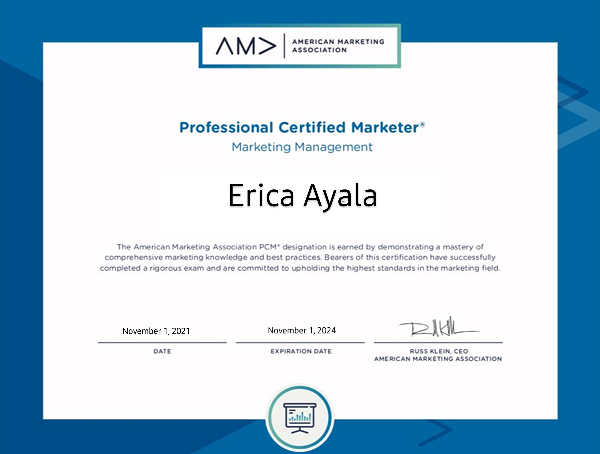 AMA
AMERICAN MARKETING
ASSOCIATION
Professional Certified Marketer®
Marketing Management
Erica Ayala
The American Marketing Association PCM® designation is earned by demonstrating a mastery of
comprehensive marketing knowledge and best practices. Bearers of this certification have successfully
completed a rigorous exam and are committed to upholding the highest standards in the marketing field.
November 1, 2021
November 1, 2024
DATE
EXPIRATION DATE
RUSS KLEIN, CEO
AMERICAN MARKETING ASSOCIATION